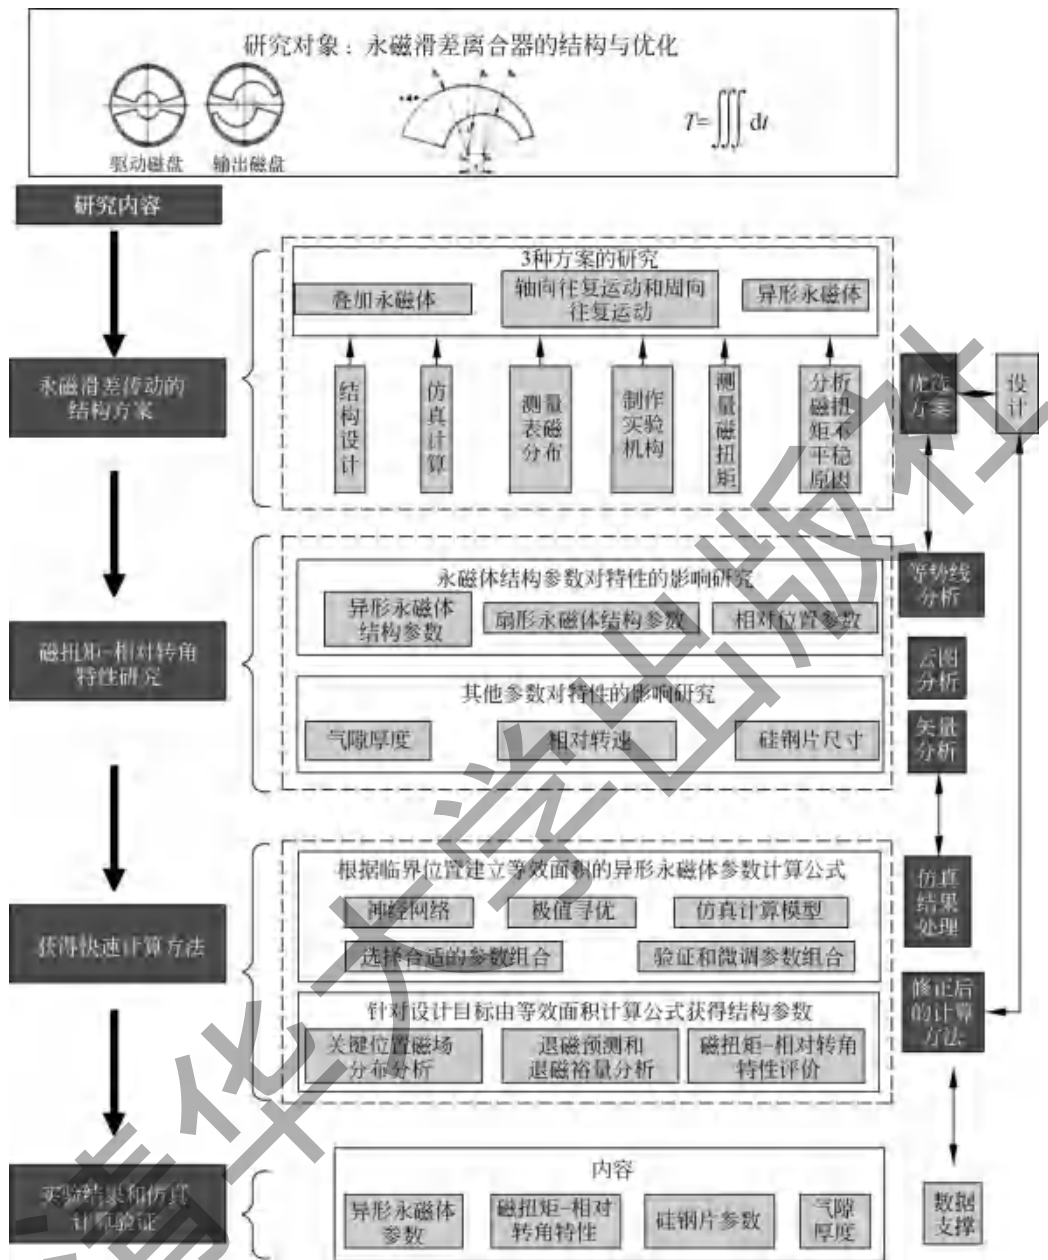 研究对象：永磁滑差离合器的结构与优化
驱动磁盘
输出磁盘
T=∭dt
研究内容
3种方案的研究
叠加永磁体
轴向往复运动和周向
往复运动
异形永磁体
永磁滑差传动的
结构方案
结构设计
仿真计算
测量
表磁
分布
制作
实验
机构
测量磁扭矩
分析
磁扭
矩不
平稳
原因
优选
方案
设
计
永磁体结构参数对特性的影响研究
异形永磁体
结构参数
扇形永磁体结构参数
相对位置参数
等势线
分析
磁扭矩-相对转角
特性研究
云图
分析
其他参数对特性的影响研究
气隙厚度
相对转速
硅钢片尺寸
矢量
分析
根据临界位置建立等效面积的异形永磁体参数计算公式
神经网络
极值寻优
仿真计算模型
选择合适的参数组合
验证和微调参数组合
仿真
结果
处理
获得快速计算方法
针对设计目标由等效面积计算公式获得结构参数
关键位置磁场
分布分析
退磁预测和
退磁裕量分析
磁扭矩-相对转角
特性评价
修正后
的计算
方法
实验结果和仿真
计算验证
内容
异形永磁体
参数
磁扭矩-相对
转角特性
硅钢片参数
气隙
厚度
数据
支撑
清华大学出版社